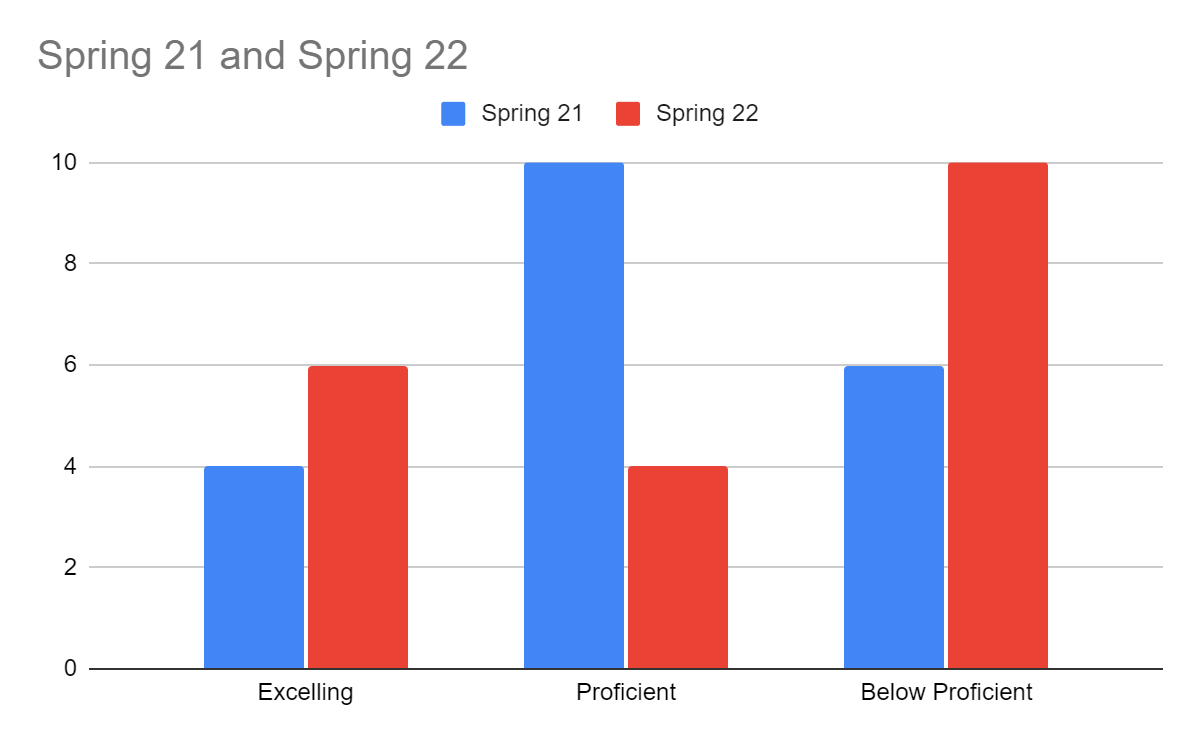 Spring 21 and Spring 22
Spring 21 Spring 22
10
8
6
4
2
0
Excelling Proficient Below Proficient